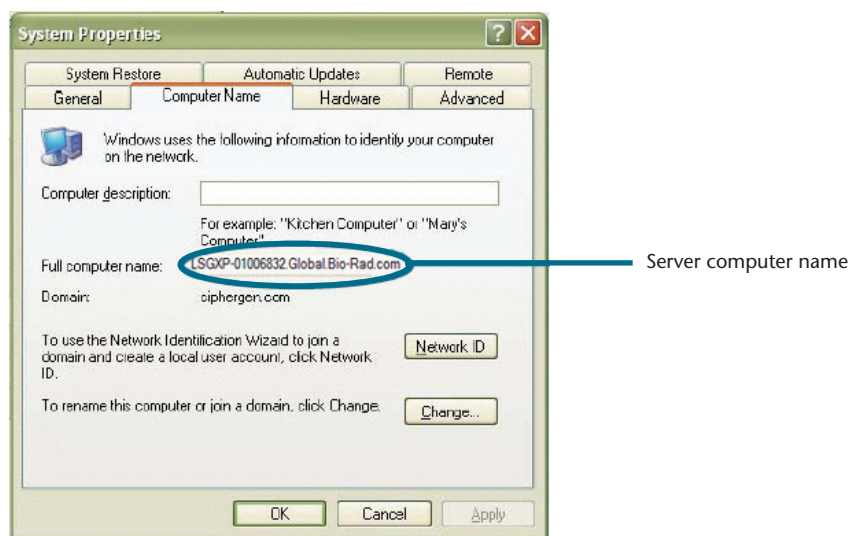 System Properties
System Restore
Automatic Updates
Remote
General
Computer Name
Hardware
Advanced
Windows uses the following information to identify your computer
on the network.
Computer description:
For example: "Kitchen Computer" or "Mary's
Computer".
Full computer name: LSGXP-01006832.Global.Bio-Rad.com
Server computer name
Domain: ciphergen.com
To use the Network Identification Wizard to join a
domain and create a local user account, click Network
ID.
Network ID
To rename this computer or join a domain, click Change.
Change...
OK
Cancel
Apply